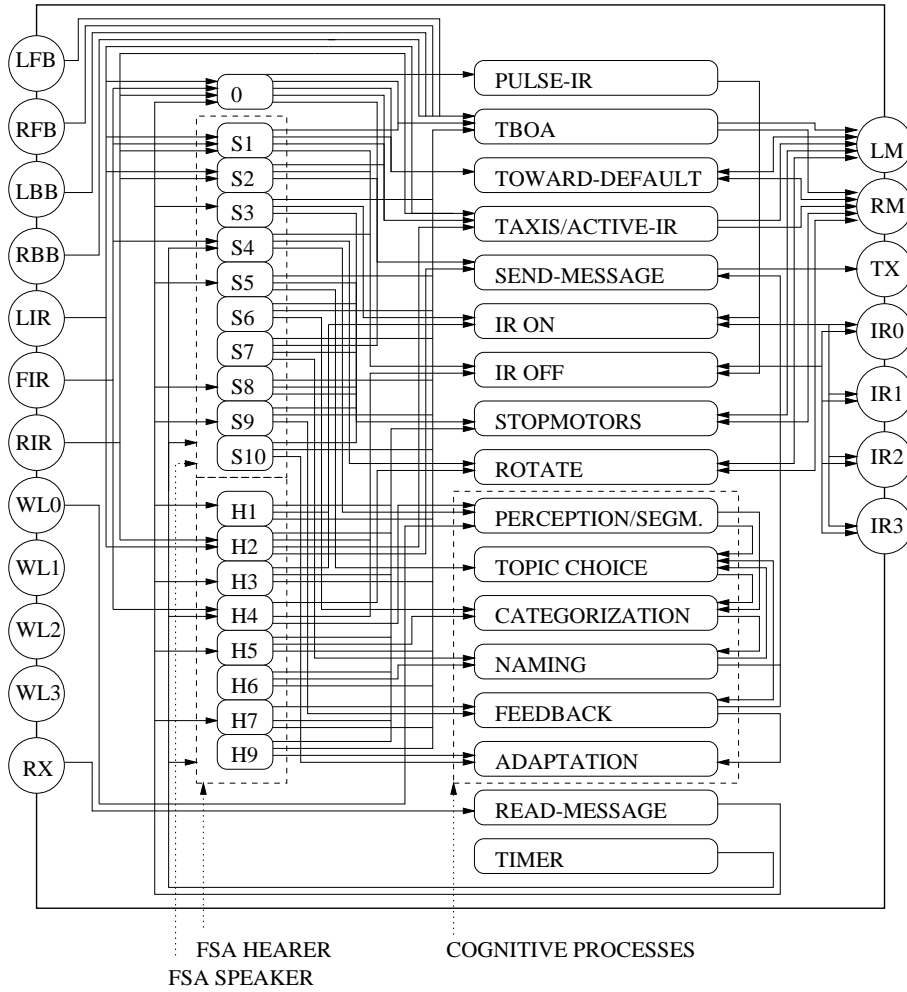 LFB
RFB
LBB
RBB
LIR
FIR
RIR
WL0
WL1
WL2
WL3
RX
0
S1
S2
S3
S4
S5
S6
S7
S8
S9
S10
H1
H2
H3
H4
H5
H6
H7
H9
PULSE-IR
TBOA
TOWARD-DEFAULT
TAXIS/ACTIVE-IR
SEND-MESSAGE
IR ON
IR OFF
STOPMOTORS
ROTATE
PERCEPTION/SEGM.
TOPIC CHOICE
CATEGORIZATION
NAMING
FEEDBACK
ADAPTATION
READ-MESSAGE
TIMER
LM
RM
TX
IR0
IR1
IR2
IR3
FSA HEARER
FSA SPEAKER
COGNITIVE PROCESSES